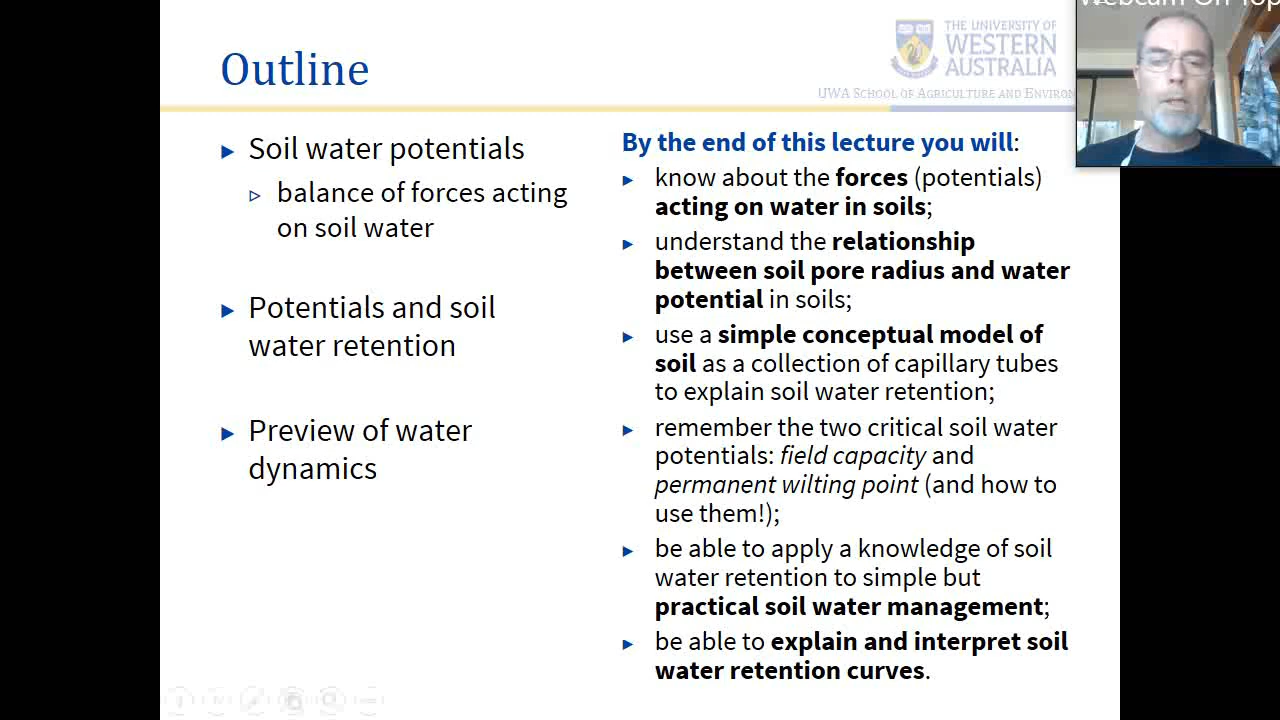 Outline
THE UNIVERSITY OF
WESTERN
AUSTRALIA
UWA SCHOOL OF AGRICULTURE AND ENVIRON
Webcam On Top
Soil water potentials
balance of forces acting
on soil water
Potentials and soil
water retention
Preview of water
dynamics
By the end of this lecture you will:
know about the forces (potentials)
acting on water in soils;
understand the relationship
between soil pore radius and water
potential in soils;
use a simple conceptual model of
soil as a collection of capillary tubes
to explain soil water retention;
remember the two critical soil water
potentials: field capacity and
permanent wilting point (and how to
use them!);
be able to apply a knowledge of soil
water retention to simple but
practical soil water management;
be able to explain and interpret soil
water retention curves.